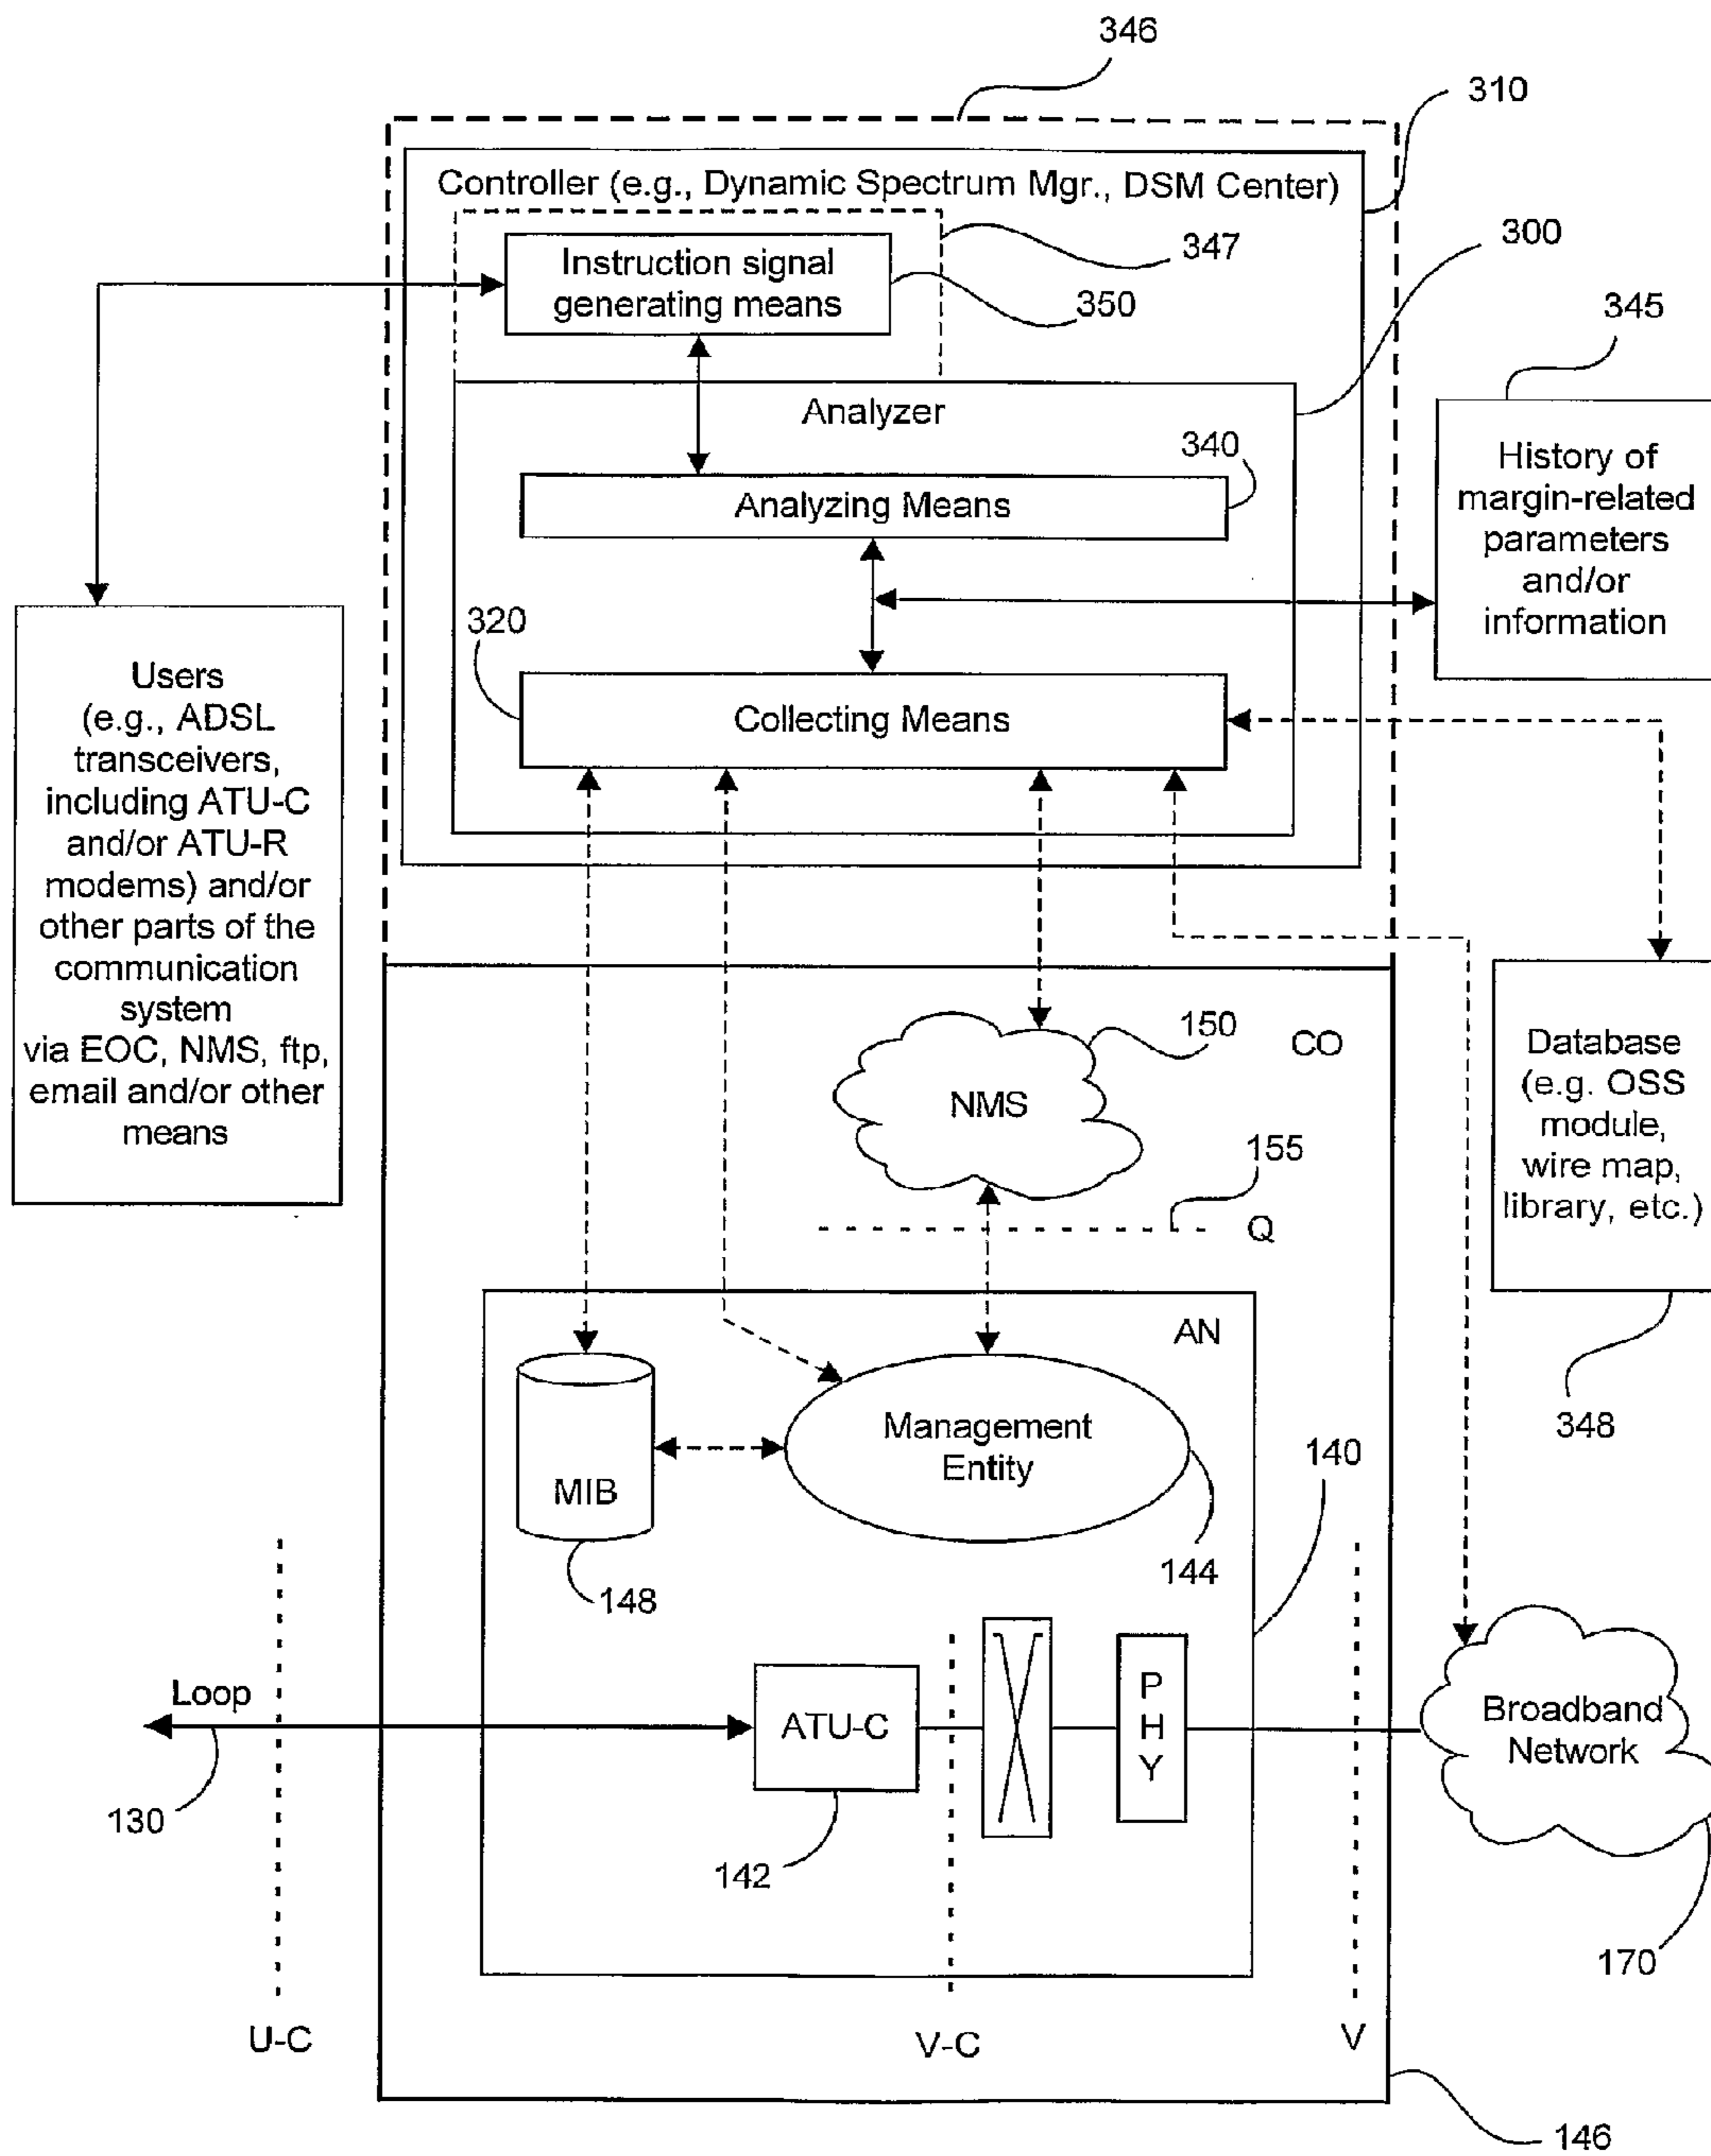 346
310
Controller (e.g., Dynamic Spectrum Mgr., DSM Center)
347
300
Instruction signal
generating means
350
345
Analyzer
340
History of
margin-related
parameters
and/or
information
Analyzing Means
320
Collecting Means
Users
(e.g., ADSL
transceivers,
including ATU-C
and/or ATU-R
modems) and/or
other parts of the
communication
system
via EOC, NMS, ftp,
email and/or other
means
150
CO
NMS
Database
(e.g. OSS
module,
wire map,
library, etc.)
155
Q
AN
348
Management
Entity
140
MIB
144
148
Loop
ATU-C
P
H
Y
Broadband
Network
130
142
170
U-C
V-C
V
146